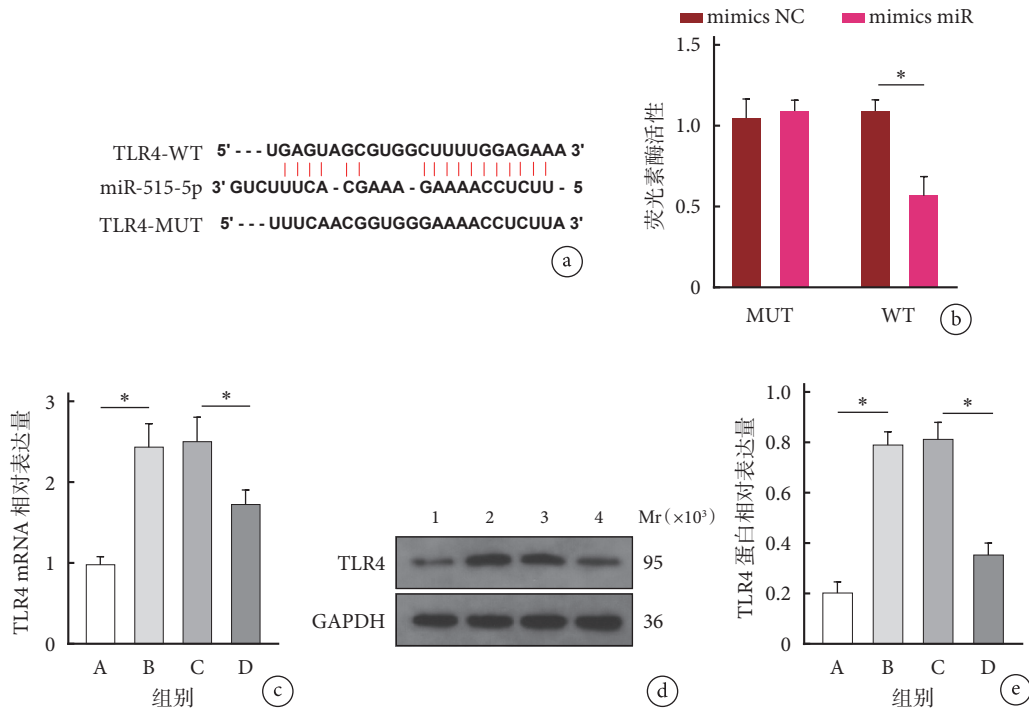 mimics NC mimics miR
1.5
1.0
0.5
0
荧光素酶活性
*
MUT WT
b
TLR4-WT 5' - - - UGAGUAGCGUGGCUUUUGGAGAAA 3'
miR-515-5p 3' GUCUUUCA - CGAAA - GAAAACCUCUU - 5
TLR4-MUT 5' - - - UUUCAACGGUGGGAAAACCUCUUA 3'
a
TLR4 mRNA 相对表达量
3
2
1
0
* *
A B C D
组别
c
1 2 3 4 Mr(×10³)
TLR4 95
GAPDH 36
d
TLR4 蛋白相对表达量
1.0
0.8
0.6
0.4
0.2
0
* *
A B C D
组别
e